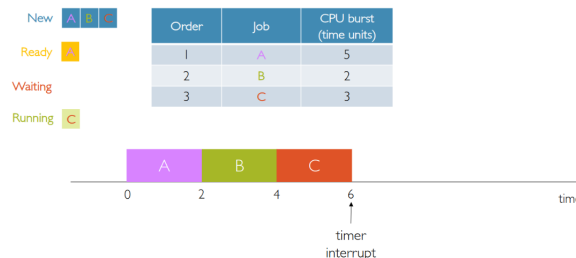 New A B C
Ready A
Waiting
Running C
Order Job CPU burst (time units)
1 A 5
2 B 2
3 C 3
A B C
0 2 4 6
time
timer
interrupt